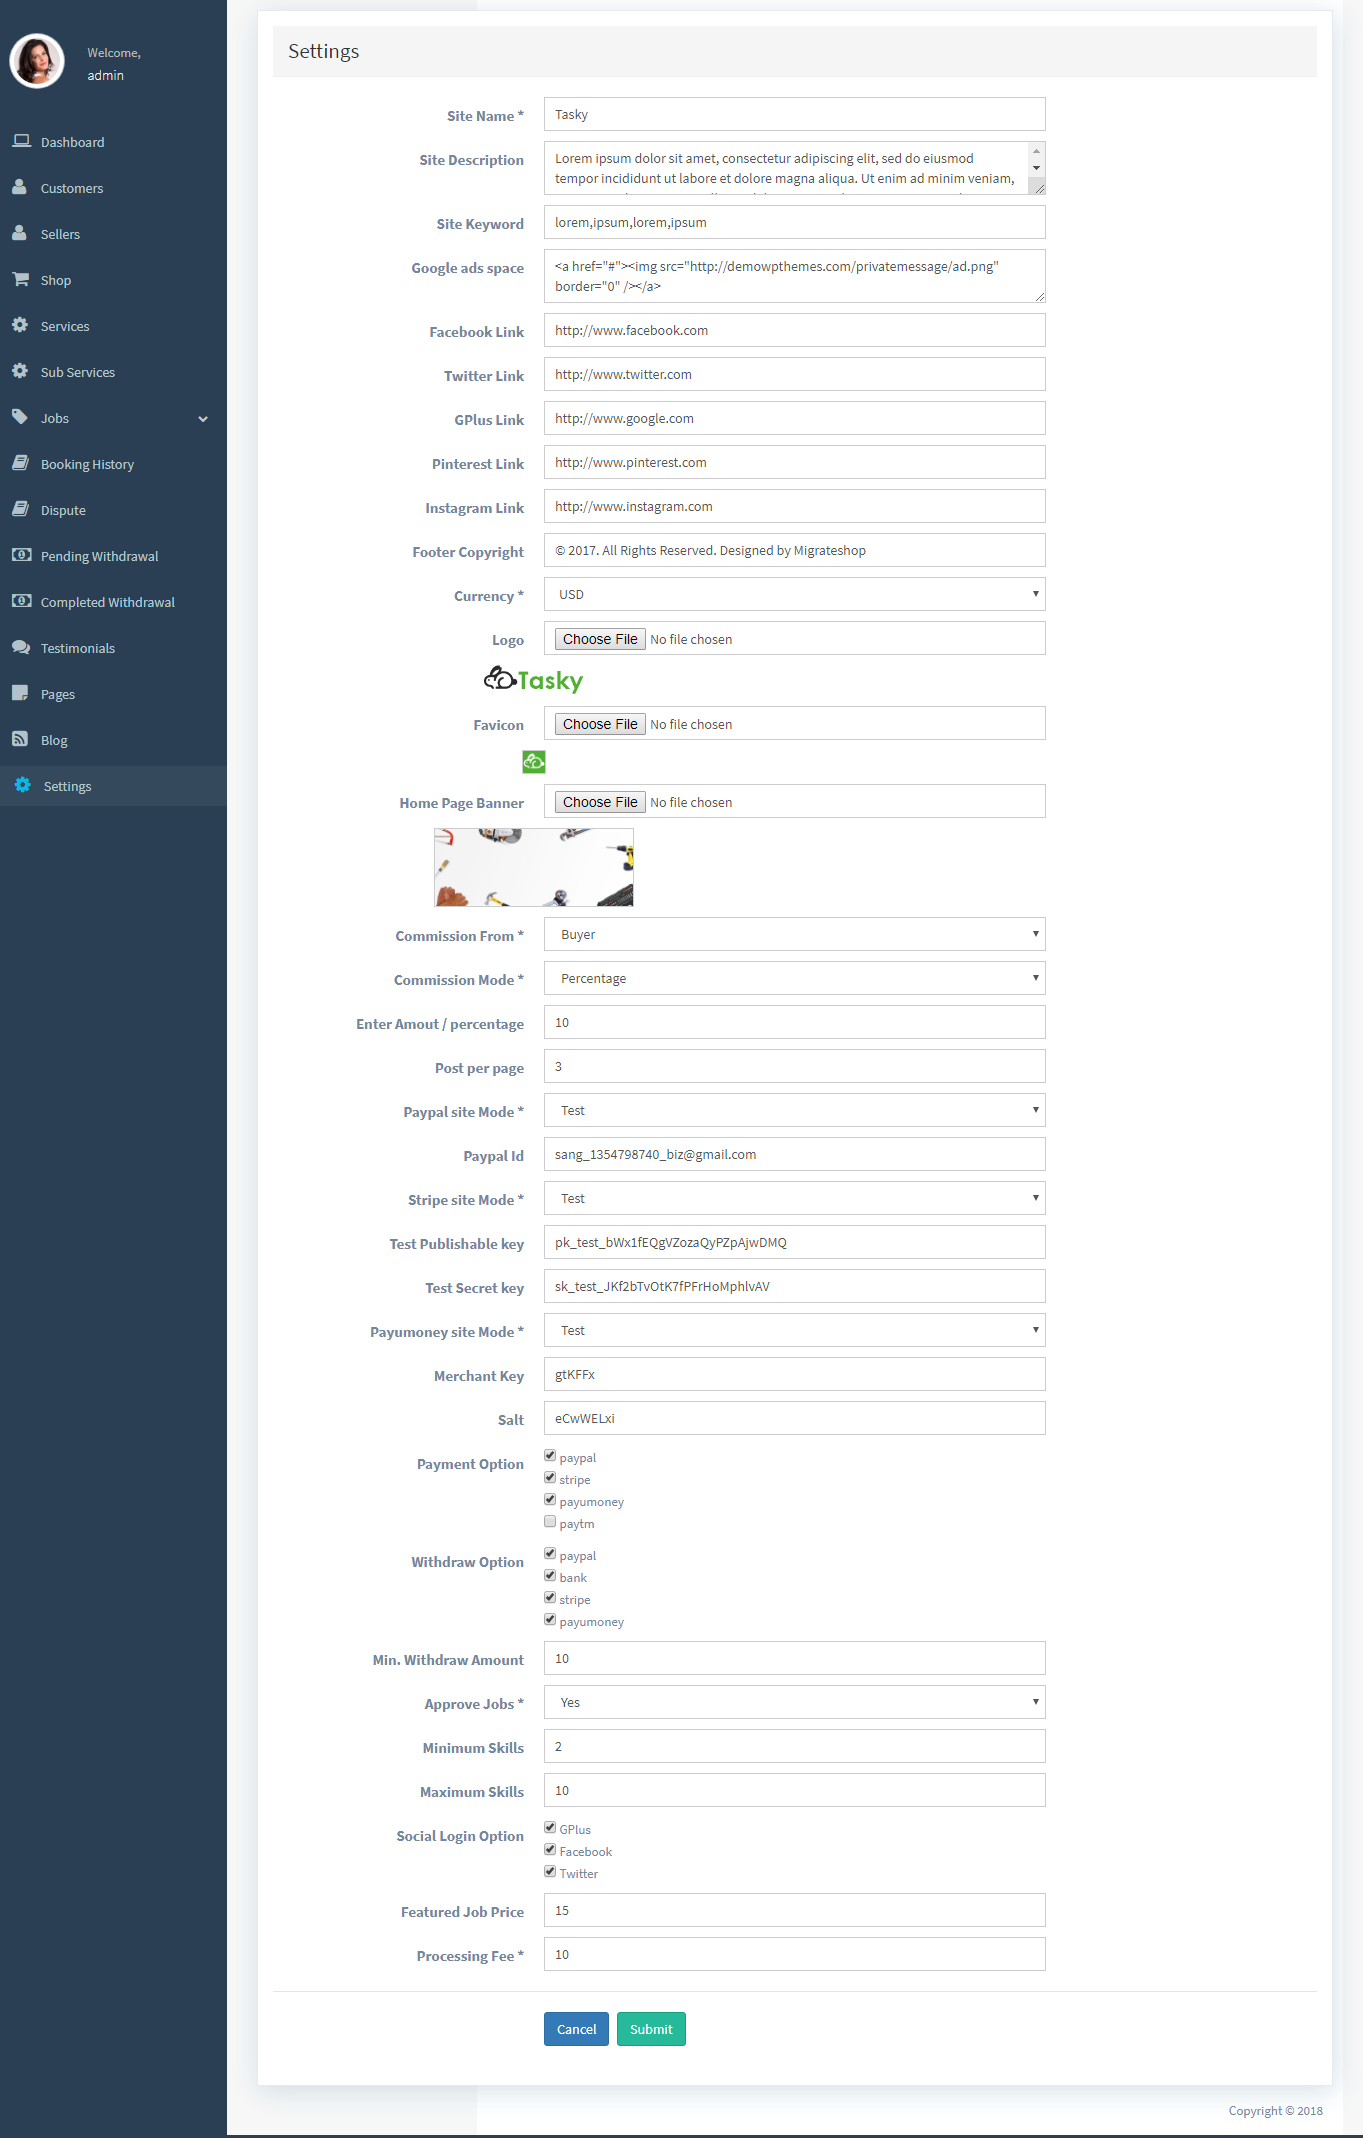 Welcome,
admin
Dashboard
Customers
Sellers
Shop
Services
Sub Services
Jobs
Booking History
Dispute
Pending Withdrawal
Completed Withdrawal
Testimonials
Pages
Blog
Settings
Settings
Site Name * Tasky
Site Description Lorem ipsum dolor sit amet, consectetur adipiscing elit, sed do eiusmod
tempor incididunt ut labore et dolore magna aliqua. Ut enim ad minim veniam,
Site Keyword lorem,ipsum,lorem,ipsum
Google ads space <a href="#"><img src="http://demowpthemes.com/privatemessage/ad.png"
border="0" /></a>
Facebook Link http://www.facebook.com
Twitter Link http://www.twitter.com
GPlus Link http://www.google.com
Pinterest Link http://www.pinterest.com
Instagram Link http://www.instagram.com
Footer Copyright © 2017. All Rights Reserved. Designed by Migrateshop
Currency * USD
Logo Choose File No file chosen
Tasky
Favicon Choose File No file chosen
Home Page Banner Choose File No file chosen
Commission From * Buyer
Commission Mode * Percentage
Enter Amout / percentage 10
Post per page 3
Paypal site Mode * Test
Paypal Id sang_1354798740_biz@gmail.com
Stripe site Mode * Test
Test Publishable key pk_test_bWx1fEQgVZozaQyPZpAjwDMQ
Test Secret key sk_test_JKf2bTvOtK7fPFrHoMphlvAV
Payumoney site Mode * Test
Merchant Key gtKFFx
Salt eCwWELxi
Payment Option paypal
stripe
payumoney
paytm
Withdraw Option paypal
bank
stripe
payumoney
Min. Withdraw Amount 10
Approve Jobs * Yes
Minimum Skills 2
Maximum Skills 10
Social Login Option GPlus
Facebook
Twitter
Featured Job Price 15
Processing Fee * 10
Cancel Submit
Copyright © 2018